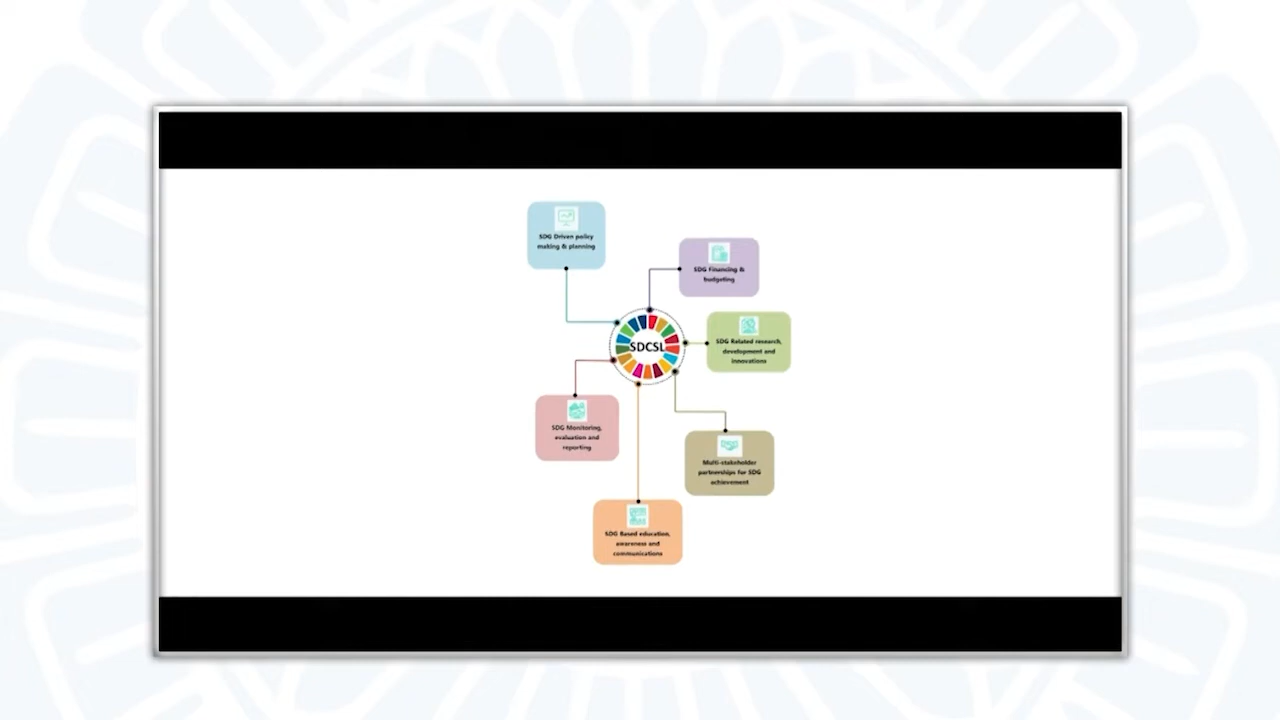 SDG Driven policy
making & planning
SDG Financing &
budgeting
SDCSL
SDG Related research,
development and
innovations
SDG Monitoring,
evaluation and
reporting
Multi-stakeholder
partnerships for SDG
achievement
SDG Based education,
awareness and
communications